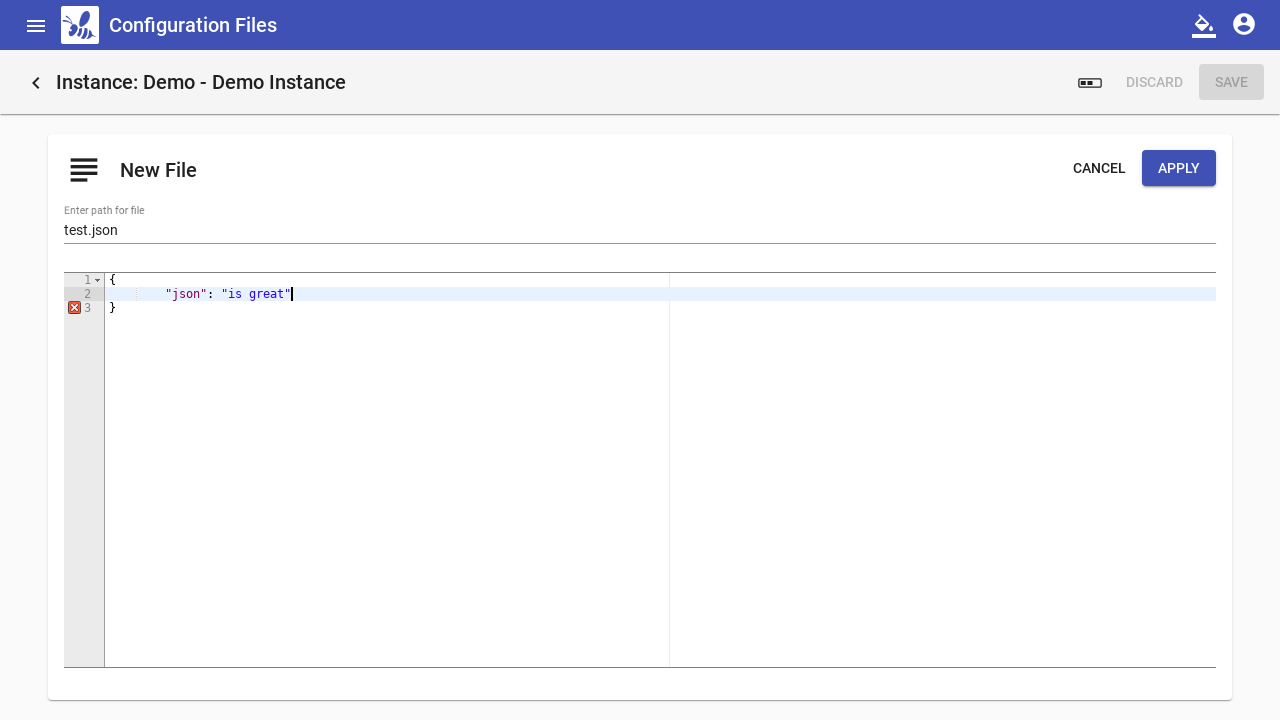 Configuration Files
Instance: Demo - Demo Instance
DISCARD
SAVE
New File
CANCEL
APPLY
Enter path for file
test.json
1 {
2 "json": "is great"
3 }